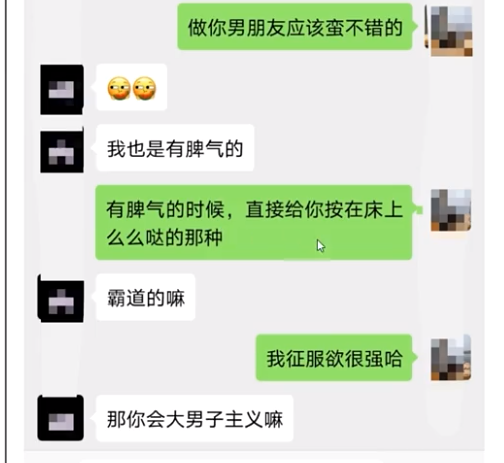 做你男朋友应该蛮不错的
我也是有脾气的
有脾气的时候，直接给你按在床上
么么哒的那种
霸道的嘛
我征服欲很强哈
那你会大男子主义嘛